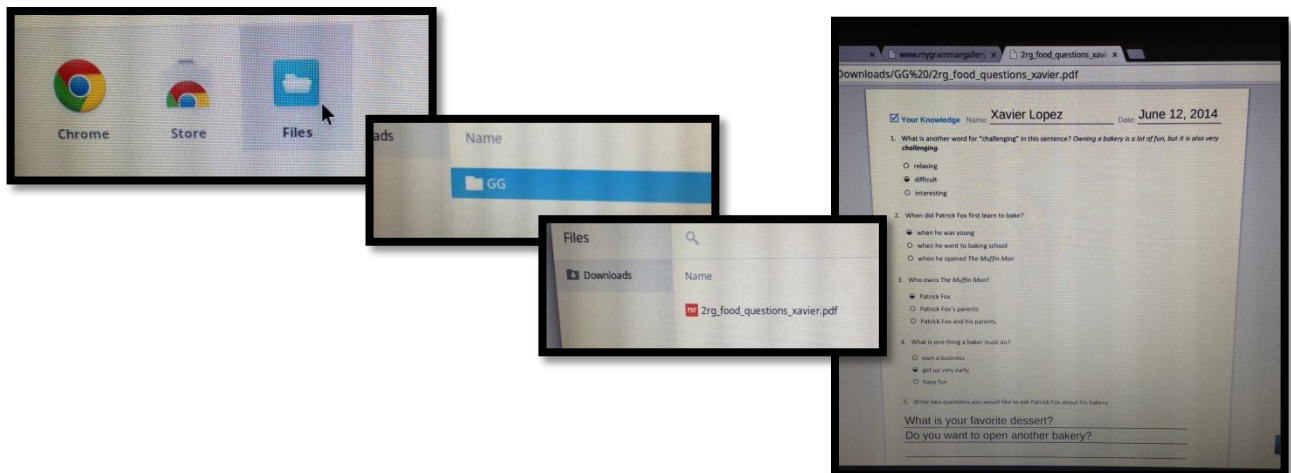 Chrome
Store
Files
ads
Name
GG
Files
Downloads
Name
PDF 2rg_food_questions_xavier.pdf
www.mygrammargallery
2rg_food_questions_xavi
Downloads/GG%20/2rg_food_questions_xavier.pdf
Your Knowledge Name: Xavier Lopez Date: June 12, 2014
1. What is another word for "challenging" in this sentence? Owning a bakery is a lot of fun, but it is also very
challenging.
relaxing
difficult
interesting
2. When did Patrick Fox first learn to bake?
when he was young
when he went to baking school
when he opened The Muffin Man
3. Who owns The Muffin Man?
Patrick Fox
Patrick Fox's parents
Patrick Fox and his parents
4. What is one thing a baker must do?
own a business
get up very early
have fun
5. Write two questions you would like to ask Patrick Fox about his bakery.
What is your favorite dessert?
Do you want to open another bakery?